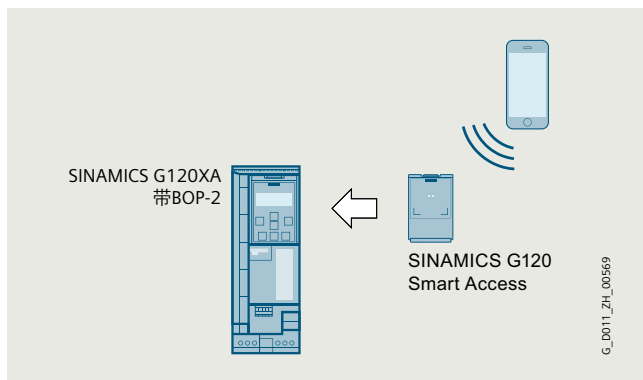 SINAMICS G120XA
带BOP-2
SINAMICS G120
Smart Access
G_D011_ZH_00569